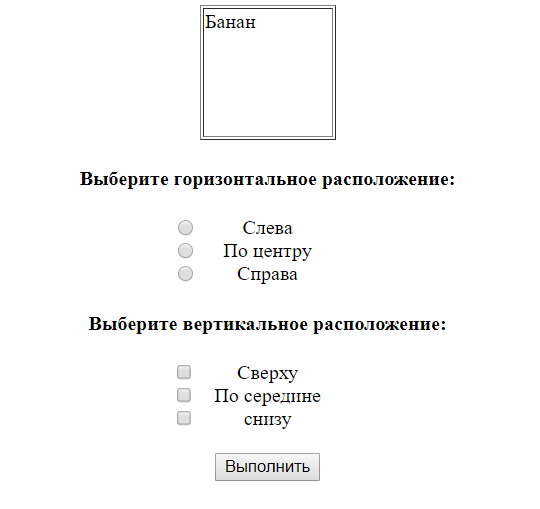 Банан
Выберите горизонтальное расположение:
Слева
По центру
Справа
Выберите вертикальное расположение:
Сверху
По середине
снизу
Выполнить